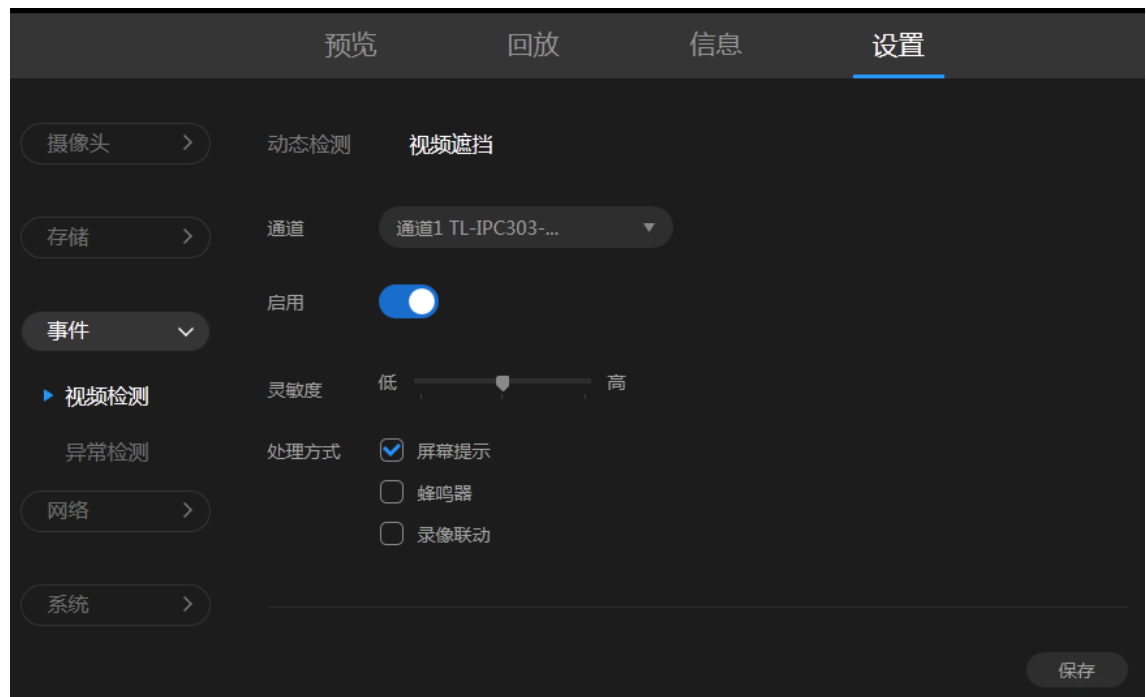 预览 回放 信息 设置
摄像头
动态检测 视频遮挡
存储
通道 通道1 TL-IPC303-...
启用
事件
灵敏度 低 高
视频检测
异常检测
处理方式 屏幕提示
蜂鸣器
网络
录像联动
系统
保存